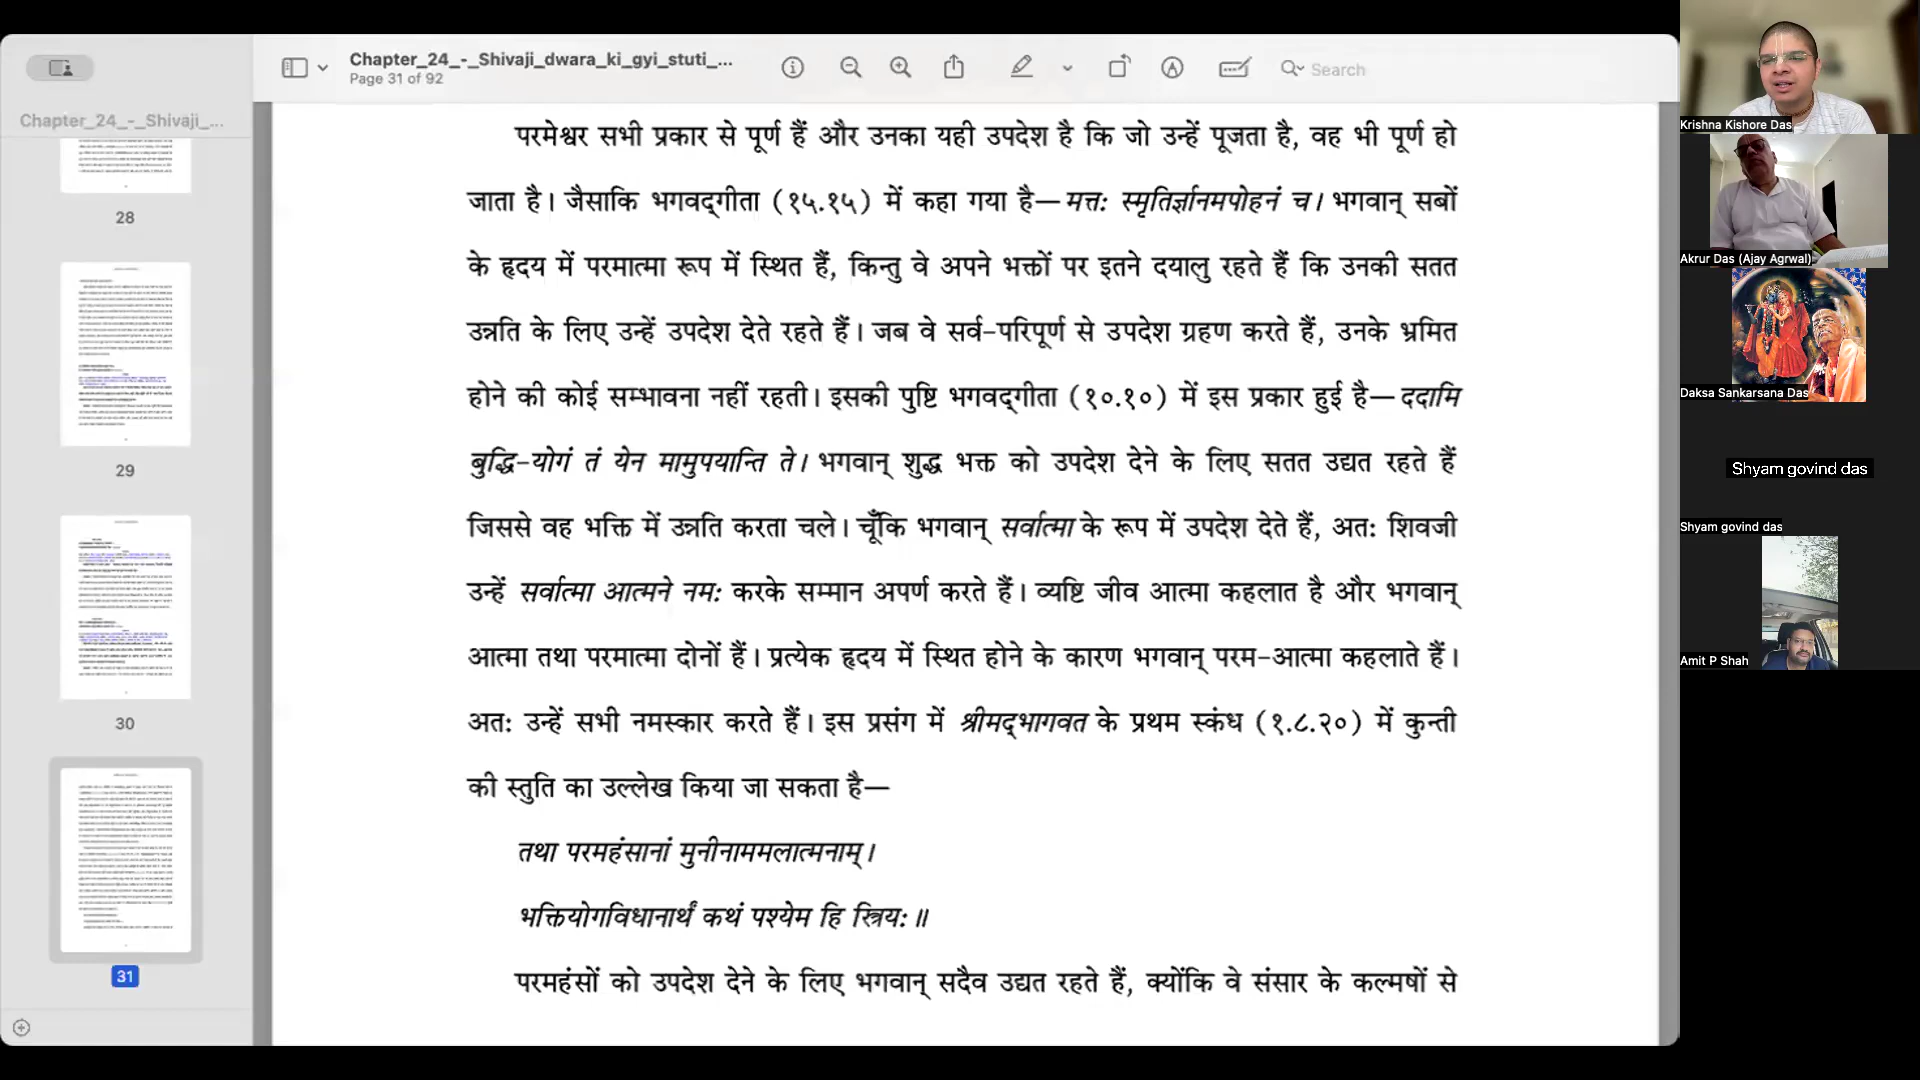 Chapter_24_-_Shivaji_dwara_ki_gyi_stuti_...
Page 31 of 92
Search
Chapter_24_-_Shivaji_...
28
29
30
31
परमेश्वर सभी प्रकार से पूर्ण हैं और उनका यही उपदेश है कि जो उन्हें पूजता है, वह भी पूर्ण हो
जाता है। जैसाकि भगवद्‌गीता (१५.१५) में कहा गया है—मत्तः स्मृतिर्ज्ञानमपोहनं च। भगवान् सबों
के हृदय में परमात्मा रूप में स्थित हैं, किन्तु वे अपने भक्तों पर इतने दयालु रहते हैं कि उनकी सतत
उन्नति के लिए उन्हें उपदेश देते रहते हैं। जब वे सर्व-परिपूर्ण से उपदेश ग्रहण करते हैं, उनके भ्रमित
होने की कोई सम्भावना नहीं रहती। इसकी पुष्टि भगवद्‌गीता (१०.१०) में इस प्रकार हुई है—ददामि
बुद्धि-योगं तं येन मामुपयान्ति ते। भगवान् शुद्ध भक्त को उपदेश देने के लिए सतत उद्यत रहते हैं
जिससे वह भक्ति में उन्नति करता चले। चूँकि भगवान् सर्वात्मा के रूप में उपदेश देते हैं, अतः शिवजी
उन्हें सर्वात्मा आत्मने नमः करके सम्मान अपर्ण करते हैं। व्यष्टि जीव आत्मा कहलात है और भगवान्
आत्मा तथा परमात्मा दोनों हैं। प्रत्येक हृदय में स्थित होने के कारण भगवान् परम-आत्मा कहलाते हैं।
अतः उन्हें सभी नमस्कार करते हैं। इस प्रसंग में श्रीमद्‌भागवत के प्रथम स्कंध (१.८.२०) में कुन्ती
की स्तुति का उल्लेख किया जा सकता है—
तथा परमहंसानां मुनीनाममलात्मनाम्।
भक्तियोगविधानार्थं कथं पश्येम हि स्त्रियः॥
परमहंसों को उपदेश देने के लिए भगवान् सदैव उद्यत रहते हैं, क्योंकि वे संसार के कल्मषों से
Krishna Kishore Das
Akrur Das (Ajay Agrwal)
Daksa Sankarsana Das
Shyam govind das
Shyam govind das
Amit P Shah